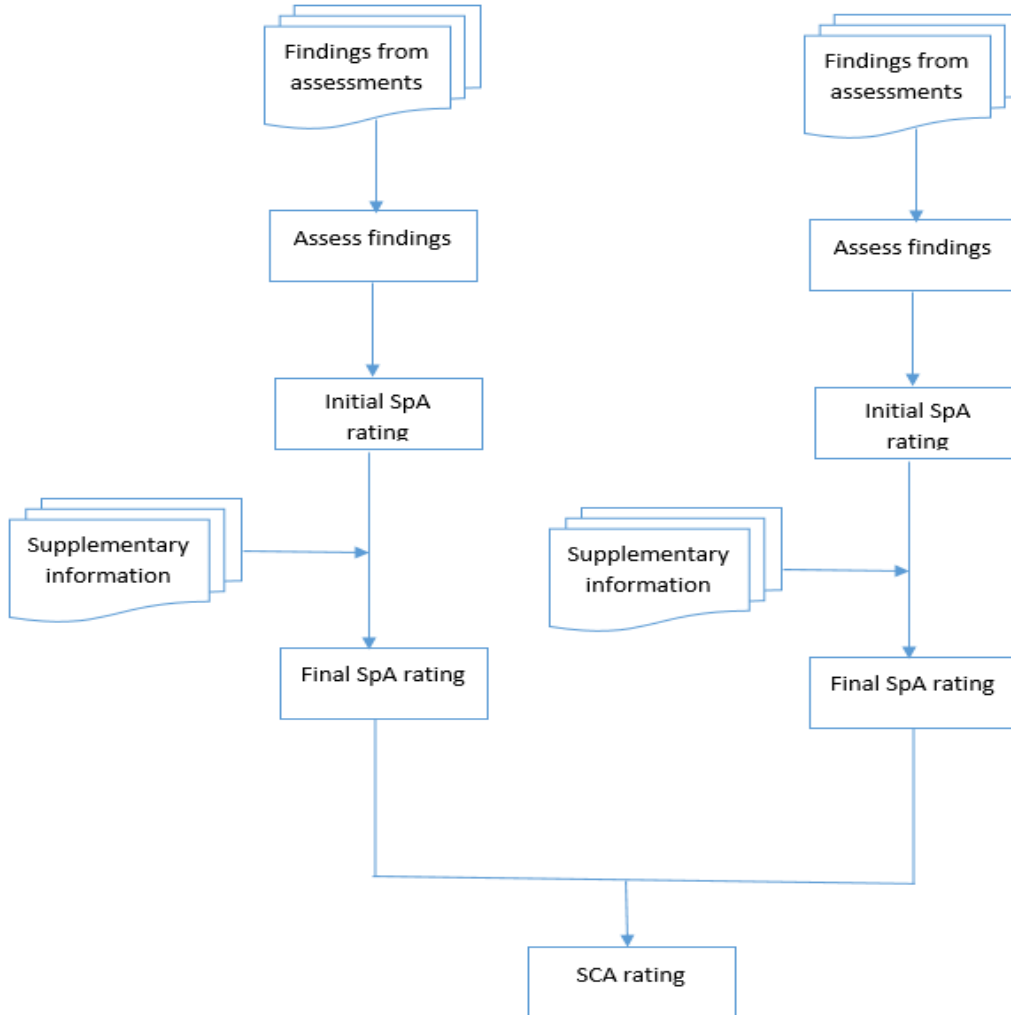 Findings from
assessments
Findings from
assessments
Assess findings
Assess findings
Initial SpA
rating
Initial SpA
rating
Supplementary
information
Supplementary
information
Final SpA rating
Final SpA rating
SCA rating